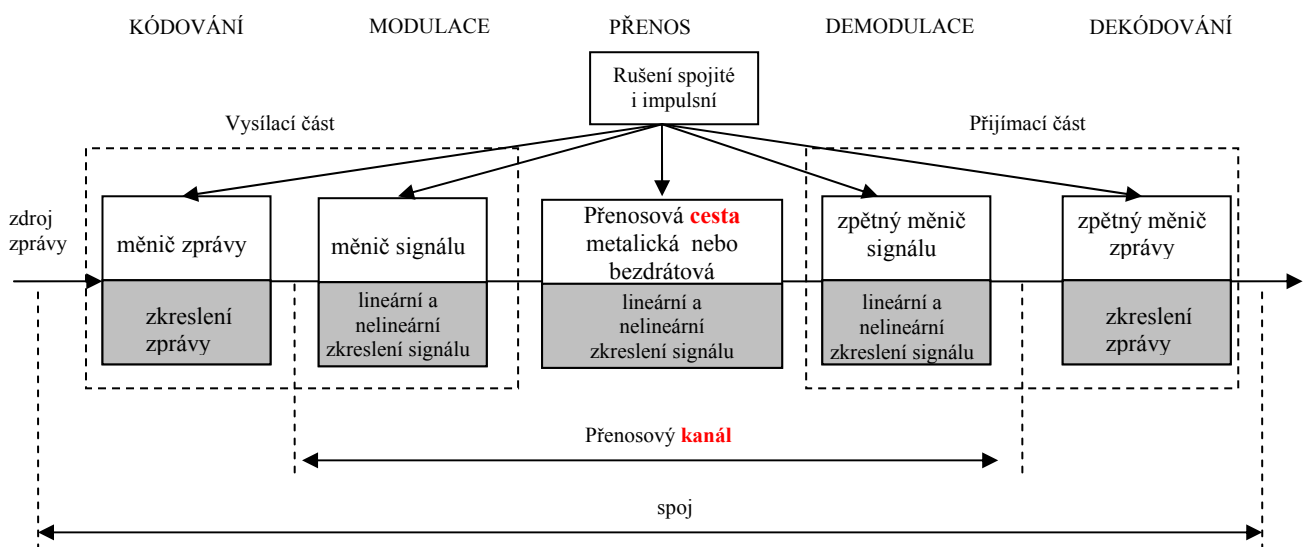 KÓDOVÁNÍ MODULACE PŘENOS DEMODULACE DEKÓDOVÁNÍ
Rušení spojité
i impulsní
Vysílací část
Přijímací část
zdroj
zprávy
měnič zprávy
zkreslení
zprávy
měnič signálu
lineární a
nelineární
zkreslení signálu
Přenosová cesta
metalická nebo
bezdrátová
lineární a
nelineární
zkreslení signálu
zpětný měnič
signálu
lineární a
nelineární
zkreslení signálu
zpětný měnič
zprávy
zkreslení
zprávy
Přenosový kanál
spoj